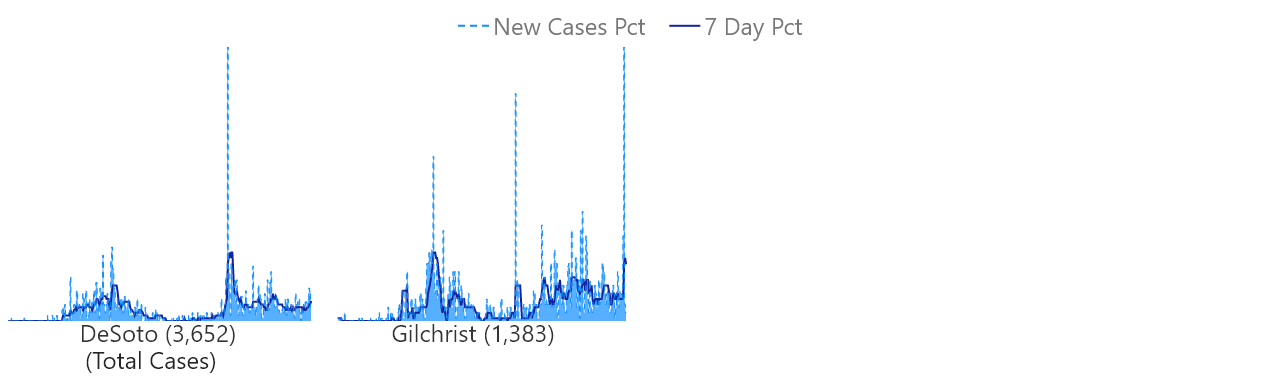 New Cases Pct 7 Day Pct
DeSoto (3,652) Gilchrist (1,383)
(Total Cases)